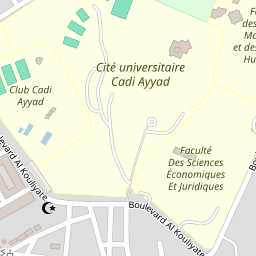 Cité universitaire
Cadi Ayyad
Club Cadi
Ayyad
Faculté
Des Sciences
Économiques
Et Juridiques
Boulevard Al Kouliyate
Boulevard Al Kouliyate